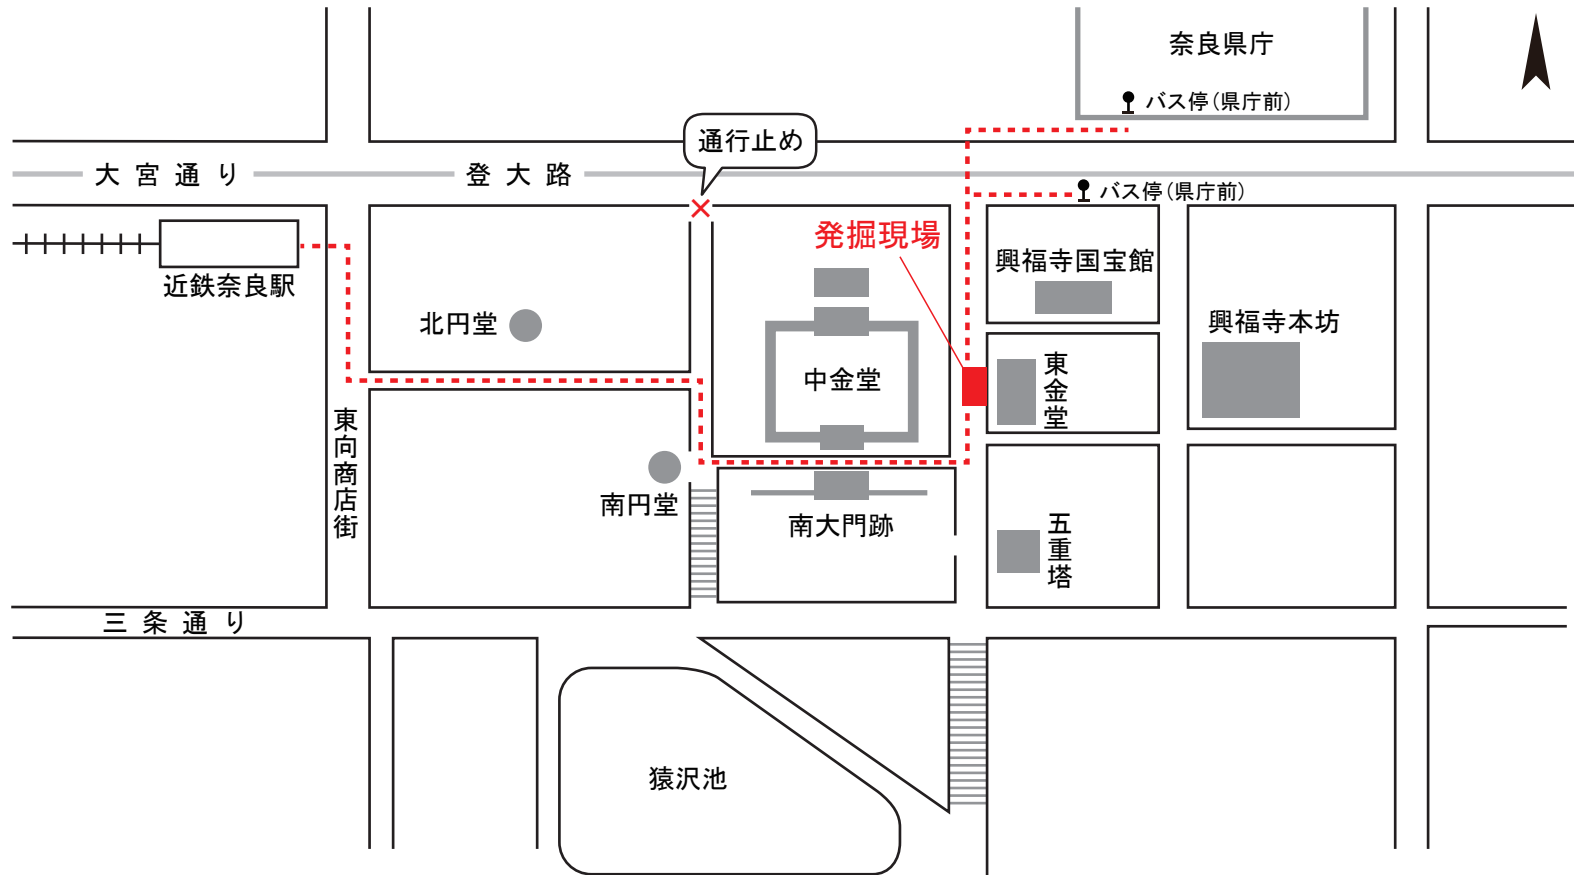 奈良県庁
バス停(県庁前)
通行止め
大宮通り
登大路
バス停(県庁前)
発掘現場
興福寺国宝館
近鉄奈良駅
北円堂
興福寺本坊
中金堂
東金堂
東向商店街
南円堂
南大門跡
五重塔
三条通り
猿沢池